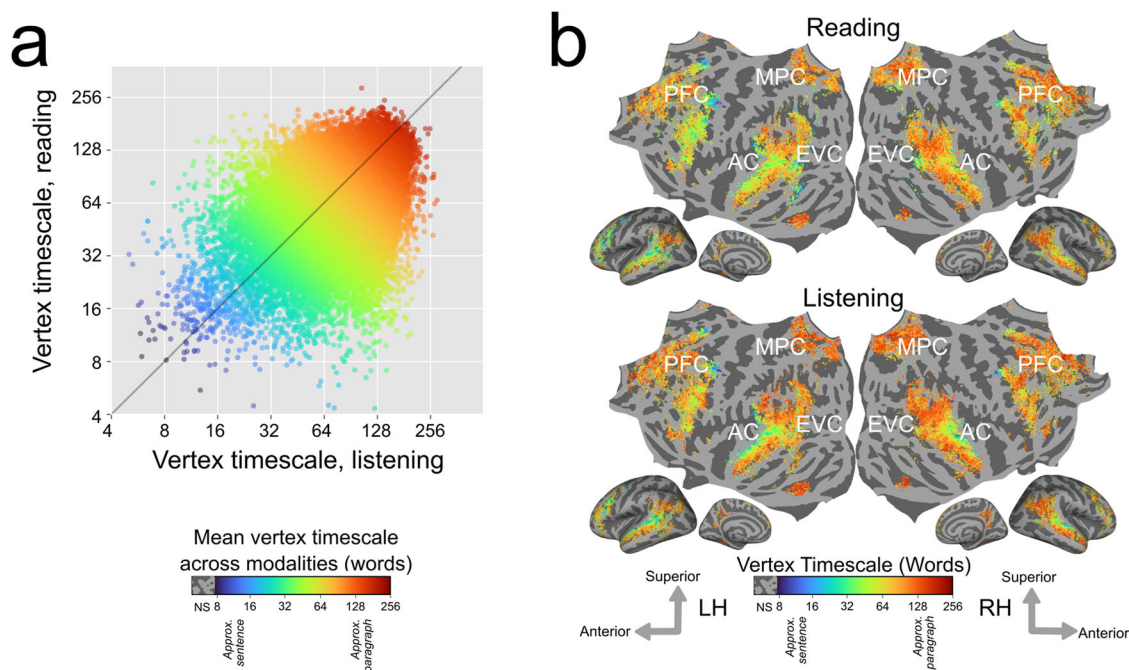 a
Vertex timescale, reading
256
128
64
32
16
8
4
4 8 16 32 64 128 256
Vertex timescale, listening
Mean vertex timescale
across modalities (words)
NS 8 16 32 64 128 256
Approx.
sentence
Approx.
paragraph
b
Reading
MPC MPC
PFC PFC
EVC EVC
AC AC
Listening
MPC MPC
PFC PFC
AC EVC EVC AC
Vertex Timescale (Words)
Superior
Anterior
LH
NS 8 16 32 64 128 256
Approx.
sentence
Approx.
paragraph
RH
Superior
Anterior